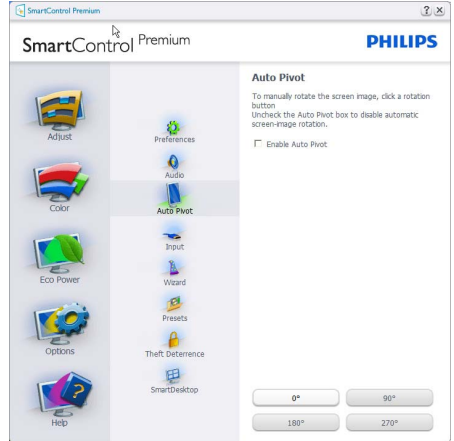 SmartControl Premium
SmartControl Premium
PHILIPS
Adjust
Color
Eco Power
Options
Help
Preferences
Audio
Auto Pivot
Input
Wizard
Presets
Theft Deterrence
SmartDesktop
Auto Pivot
To manually rotate the screen image, click a rotation
button
Uncheck the Auto Pivot box to disable automatic
screen-image rotation.
Enable Auto Pivot
0° 90°
180° 270°